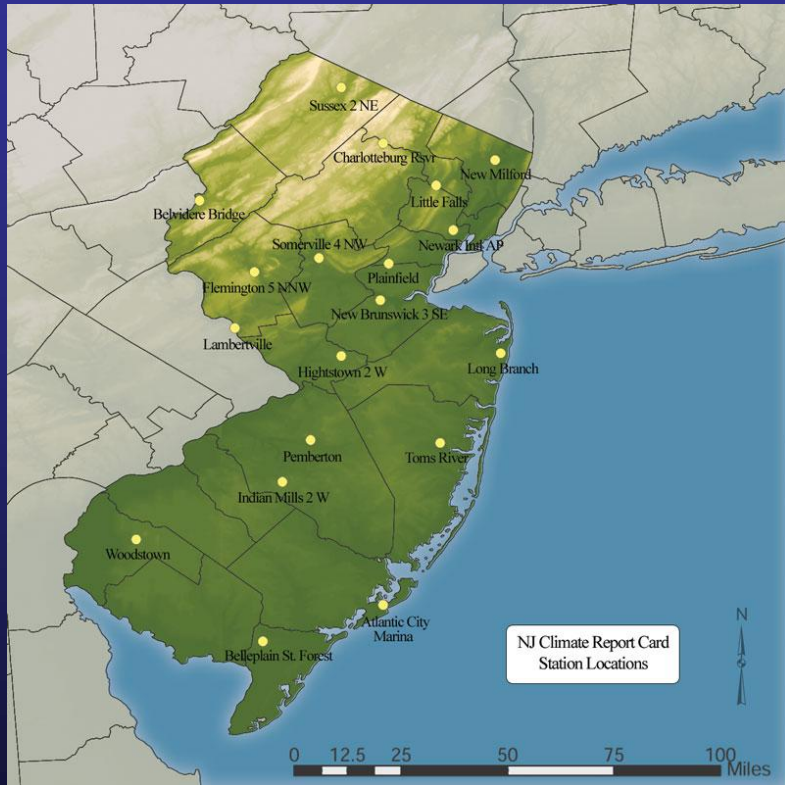 Sussex 2 NE
Charlotteburg Rsvr
New Milford
Little Falls
Belvidere Bridge
Newark Intl AP
Somerville 4 NW
Plainfield
Flemington 5 NNW
New Brunswick 3 SE
Lambertville
Hightstown 2 W
Long Branch
Pemberton
Toms River
Indian Mills 2 W
Woodstown
Atlantic City
Marina
Belleplain St. Forest
NJ Climate Report Card
Station Locations
N
0 12.5 25 50 100
Miles